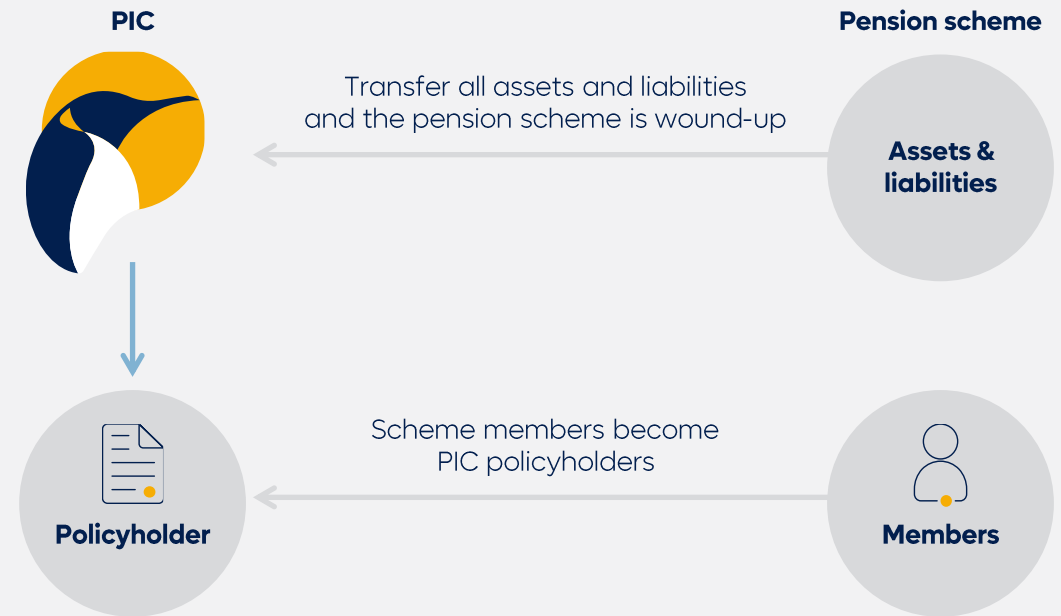 PIC
Pension scheme
Transfer all assets and liabilities
and the pension scheme is wound-up
Assets &
liabilities
Scheme members become
PIC policyholders
Policyholder
Members